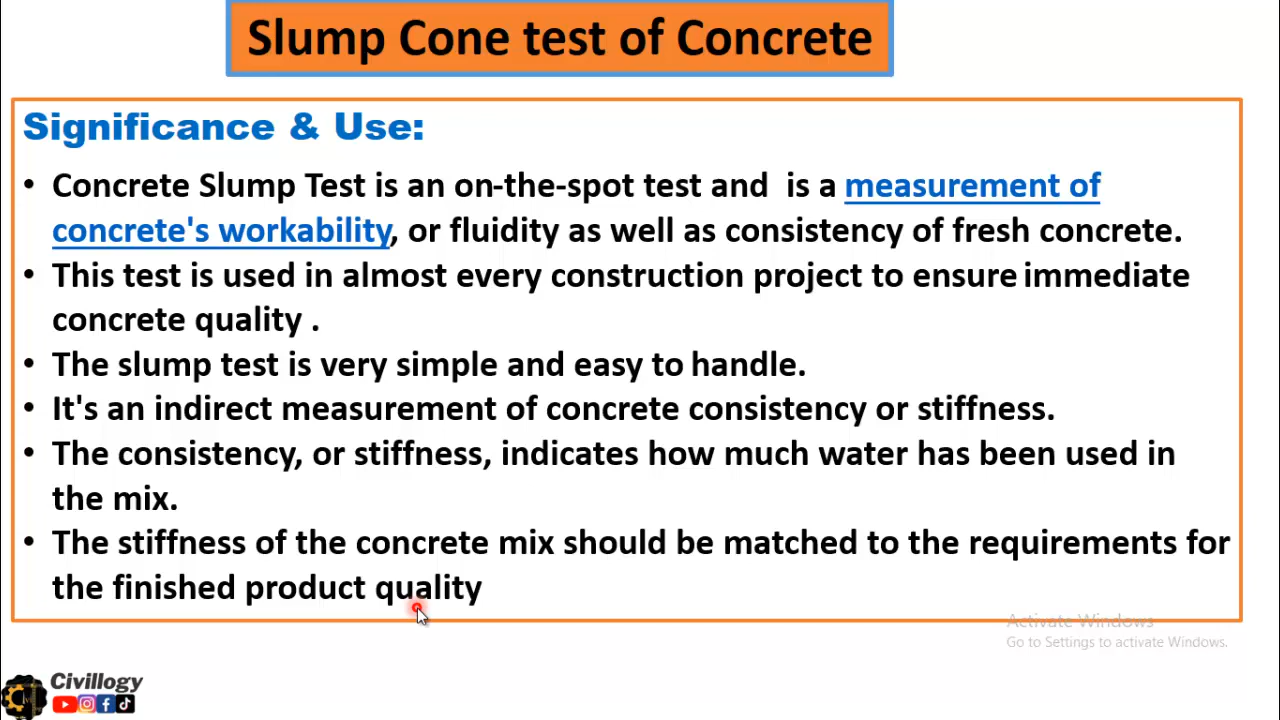 Slump Cone test of Concrete
Significance & Use:
• Concrete Slump Test is an on-the-spot test and  is a measurement of
concrete's workability, or fluidity as well as consistency of fresh concrete.
• This test is used in almost every construction project to ensure immediate
concrete quality .
• The slump test is very simple and easy to handle.
• It's an indirect measurement of concrete consistency or stiffness.
• The consistency, or stiffness, indicates how much water has been used in
the mix.
• The stiffness of the concrete mix should be matched to the requirements for
the finished product quality
Activate Windows
Go to Settings to activate Windows.
Civillogy